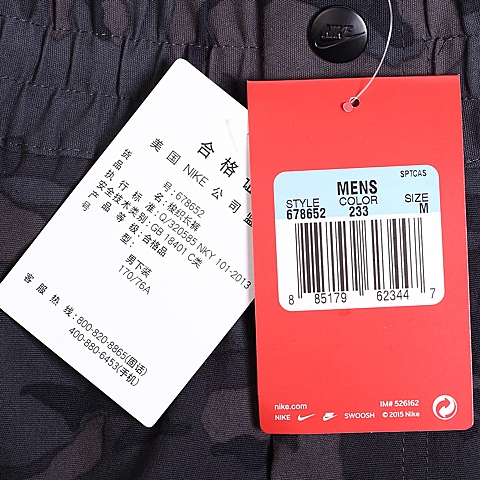 NIKE
合格证
美国NIKE公司监
货号:678652
品名:梭织长裤
执行标准:Q/320585 NKY 101-2013
安全技术类别:GB 18401 C类
产品等级:合格品
号型:
男下装
170/76A
客服热线:800-820-8865(固话)
400-880-6453(手机)
SPTCAS
MENS
STYLE COLOR SIZE
678652 233 M
8 85179 62344 7
nike.com IM# 526162
NIKE SWOOSH © 2015 Nike